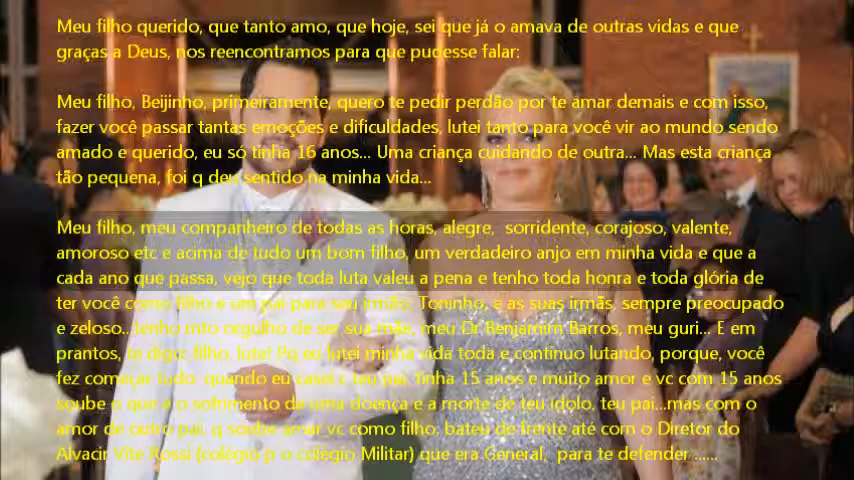 Meu filho querido, que tanto amo, que hoje, sei que já o amava de outras vidas e que
graças a Deus, nos reencontramos para que pudesse falar:
Meu filho, Beijinho, primeiramente, quero te pedir perdão por te amar demais e com isso,
fazer você passar tantas emoções e dificuldades, lutei tanto para você vir ao mundo sendo
amado e querido, eu só tinha 16 anos... Uma criança cuidando de outra... Mas esta criança
tão pequena, foi q deu sentido na minha vida...
Meu filho, meu companheiro de todas as horas, alegre, sorridente, corajoso, valente,
amoroso etc e acima de tudo um bom filho, um verdadeiro anjo em minha vida e que a
cada ano que passa, vejo que toda luta valeu a pena e tenho toda honra e toda glória de
ter você como filho e um pai para seu irmão, Toninho, e as suas irmãs, sempre preocupado
e zeloso...tenho mto orgulho de ser sua mãe, meu Dr Benjamim Barros, meu guri... E em
prantos, te digo: filho, lutei Pq eu lutei minha vida toda e continuo lutando, porque, você
fez começar tudo, quando eu casei c teu pai, tinha 15 anos e muito amor e vc com 15 anos
soube o que é o sofrimento de uma doença e a morte de teu ídolo, teu pai...mas com o
amor de outro pai, q soube amar vc como filho, bateu de frente até com o Diretor do
Alvacir Vite Rossi (colégio p o colégio Militar) que era General, para te defender ......